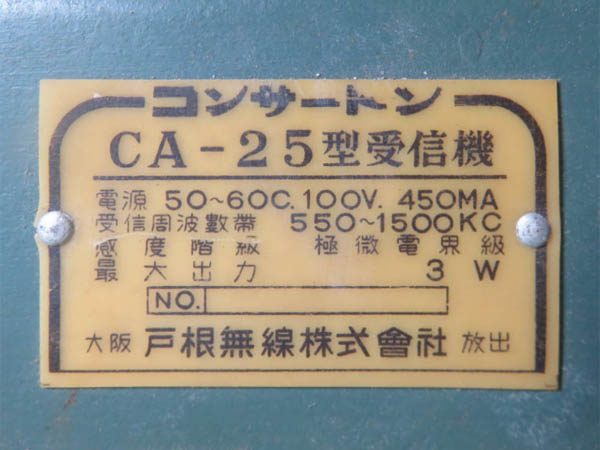 コンサートン
CA-25型受信機
電源 50~60C. 100V. 450MA
受信周波數帶 550~1500KC
感度階級 極微電界級
最大出力 3 W
NO.
大阪 戸根無線株式會社 放出